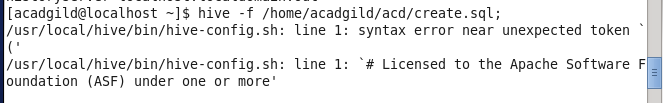 [acadgild@localhost ~]$ hive -f /home/acadgild/acd/create.sql;
/usr/local/hive/bin/hive-config.sh: line 1: syntax error near unexpected token `
('
/usr/local/hive/bin/hive-config.sh: line 1: `# Licensed to the Apache Software F
oundation (ASF) under one or more'